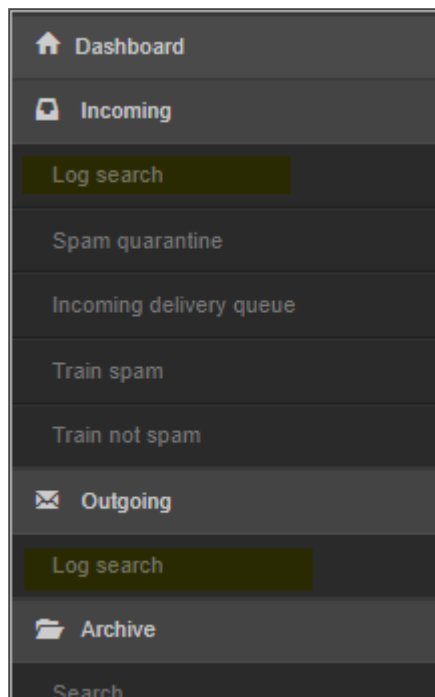 Dashboard
Incoming
Log search
Spam quarantine
Incoming delivery queue
Train spam
Train not spam
Outgoing
Log search
Archive
Search